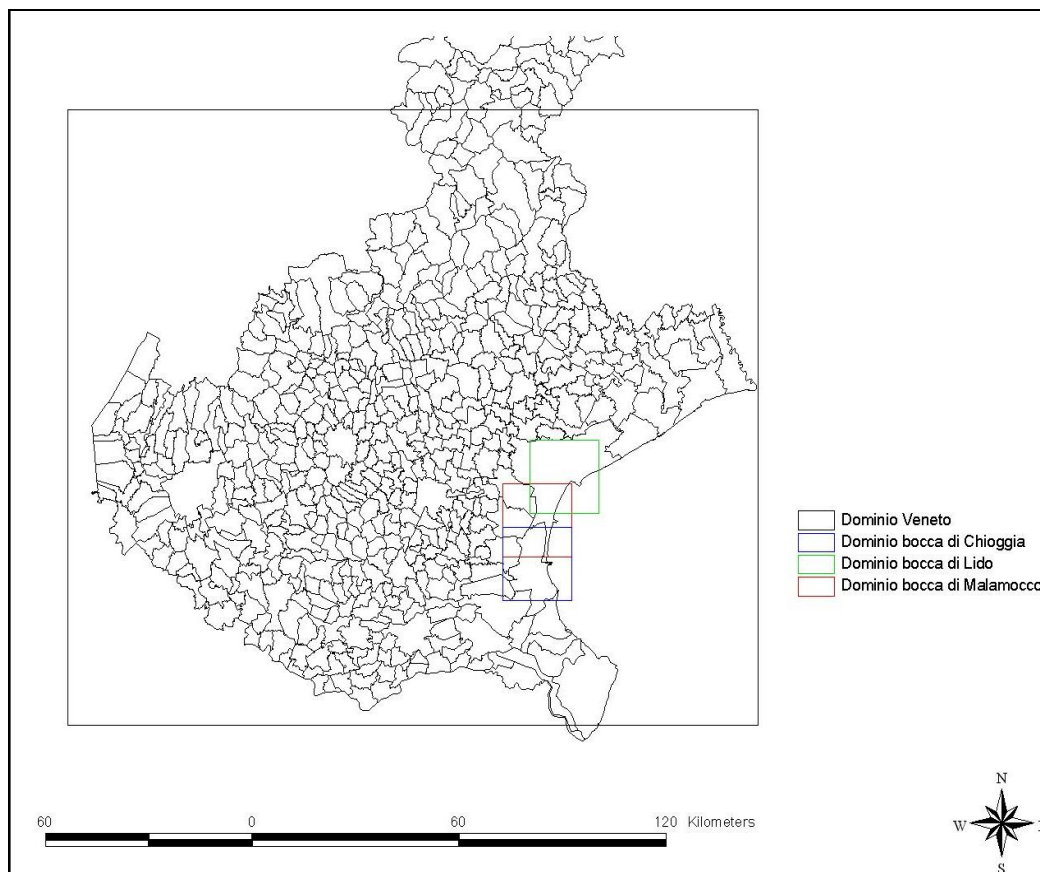 Dominio Veneto
Dominio bocca di Chioggia
Dominio bocca di Lido
Dominio bocca di Malamocco
60 0 60 120 Kilometers
N
W
S